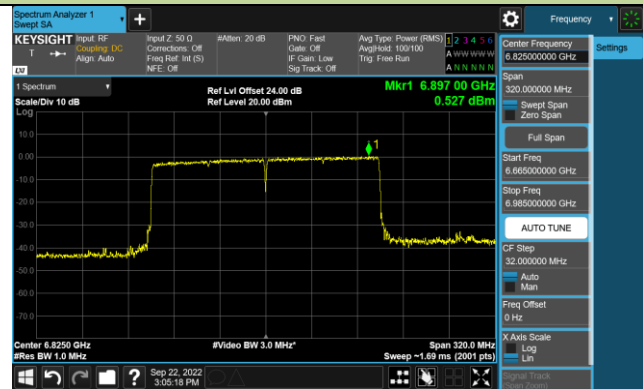 Spectrum Analyzer 1
Swept SA
Frequency
KEYSIGHT
Input: RF
Coupling: DC
Align: Auto
Input Z: 50 Ω
Corrections: Off
Freq Ref: Int (S)
NFE: Off
#Atten: 20 dB
PNO: Fast
Gate: Off
IF Gain: Low
Sig Track: Off
Avg Type: Power (RMS)
Avg|Hold: 100/100
Trig: Free Run
1 2 3 4 5 6
A W W W W W
A N N N N N
LXI
1 Spectrum
Scale/Div 10 dB
Log
Ref Lvl Offset 24.00 dB
Ref Level 20.00 dBm
Mkr1 6.897 00 GHz
0.527 dBm
1
10.0
0.00
-10.0
-20.0
-30.0
-40.0
-50.0
-60.0
-70.0
Center 6.8250 GHz
#Res BW 1.0 MHz
#Video BW 3.0 MHz*
Span 320.0 MHz
Sweep ~1.69 ms (2001 pts)
Sep 22, 2022
3:05:18 PM
Center Frequency
6.825000000 GHz
Settings
Span
320.000000 MHz
Swept Span
Zero Span
Full Span
Start Freq
6.665000000 GHz
Stop Freq
6.985000000 GHz
AUTO TUNE
CF Step
32.000000 MHz
Auto
Man
Freq Offset
0 Hz
X Axis Scale
Log
Lin
Signal Track
(Span Zoom)